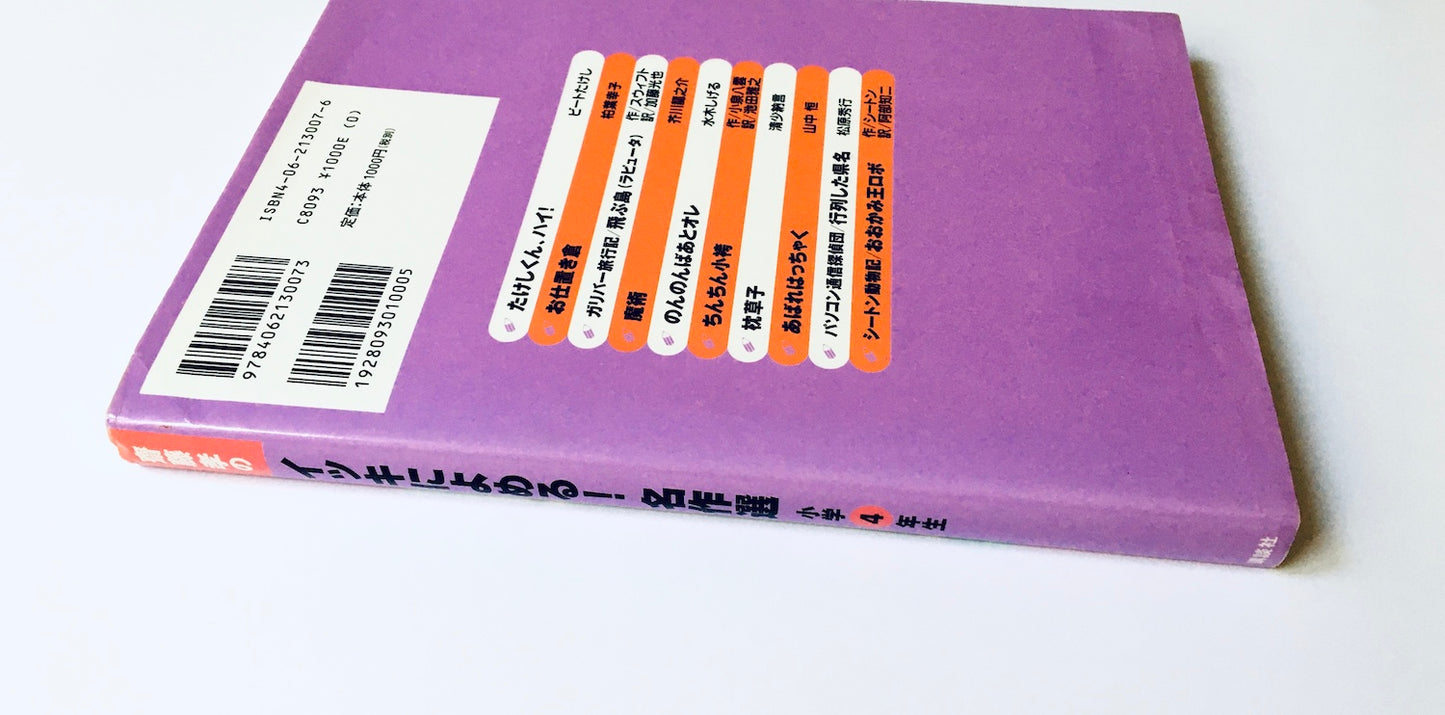 ISBN4-06-213007-6
C8093 ¥1000E (0)
定価：本体1000円（税別）
9784062130073
1928093010005
たけしくん、ハイ！ ビートたけし
お仕置き倉 柏葉幸子
ガリバー旅行記/飛ぶ島（ラピュータ） 作/スウィフト 訳/加藤光也
魔術 芥川龍之介
のんのんばあとオレ 水木しげる
ちんちん小袴 作/小泉八雲 訳/池田雅之
枕草子 清少納言
あばれはっちゃく 山中 恒
パソコン通信探偵団/行列した県名 松原秀行
シートン動物記/おおかみ王ロボ 作/シートン 訳/阿部知二
齋藤孝の イッキによめる！ 名作選 小学4年生
講談社